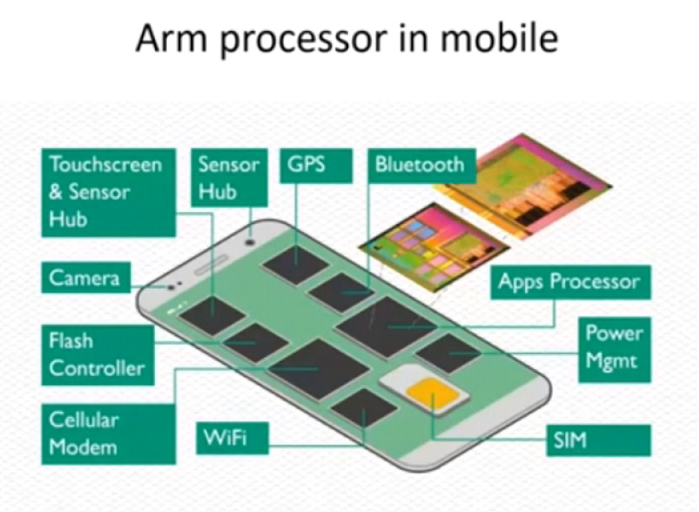 Arm processor in mobile
Touchscreen
& Sensor
Hub
Sensor
Hub
GPS
Bluetooth
Camera
Apps Processor
Flash
Controller
Power
Mgmt
Cellular
Modem
WiFi
SIM